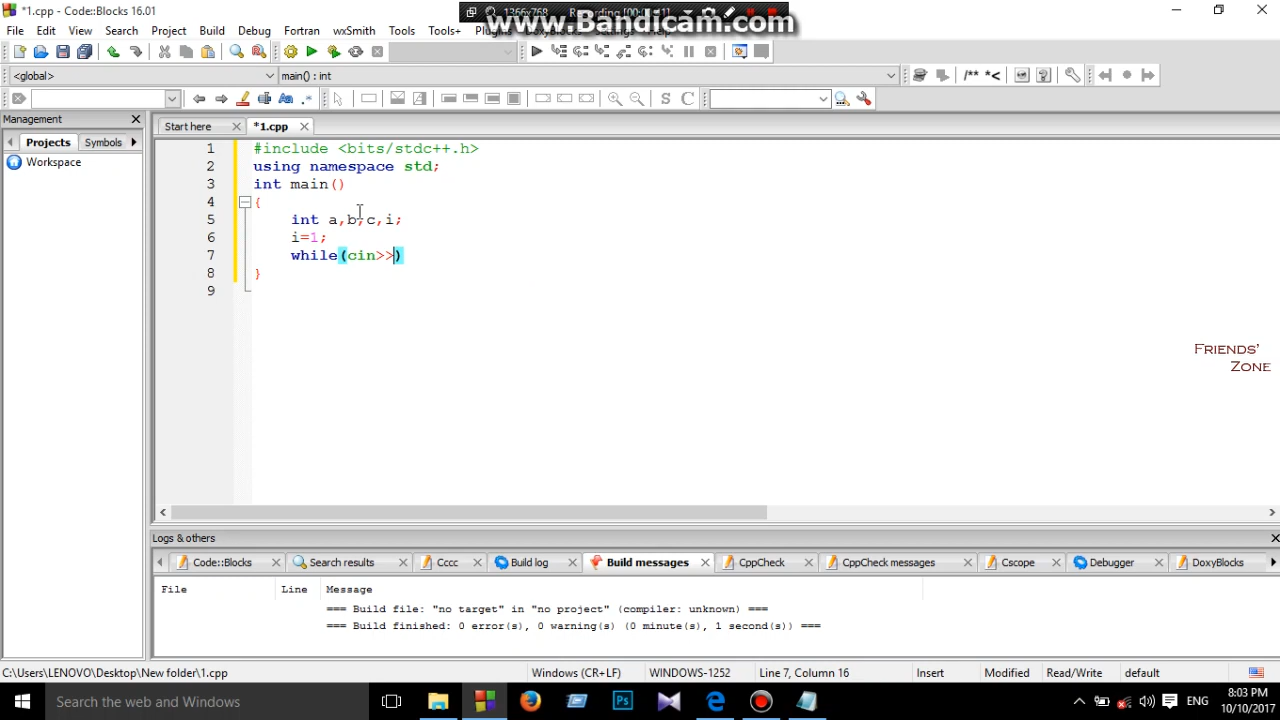 *1.cpp - Code::Blocks 16.01
1366x768
www.Bandicam.com
File Edit View Search Project Build Debug Fortran wxSmith Tools Tools+
<global>
main() : int
/** *<
S C
Management
Start here
*1.cpp
Projects Symbols
Workspace
1 #include <bits/stdc++.h>
2 using namespace std;
3 int main()
4 {
5 int a,b,c,i;
6 i=1;
7 while(cin>>)
8 }
9
Friends'
Zone
Logs & others
Code::Blocks Search results Cccc Build log Build messages CppCheck CppCheck messages Cscope Debugger DoxyBlocks
File Line Message
=== Build file: "no target" in "no project" (compiler: unknown) ===
=== Build finished: 0 error(s), 0 warning(s) (0 minute(s), 1 second(s)) ===
C:\Users\LENOVO\Desktop\New folder\1.cpp Windows (CR+LF) WINDOWS-1252 Line 7, Column 16 Insert Modified Read/Write default
Search the web and Windows
Ps
ENG
8:03 PM
10/10/2017